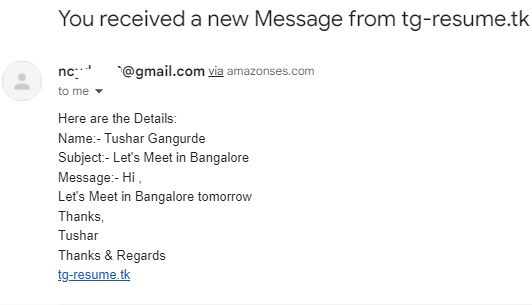 You received a new Message from tg-resume.tk
@gmail.com via amazonses.com
to me
Here are the Details:
Name:- Tushar Gangurde
Subject:- Let's Meet in Bangalore
Message:- Hi ,
Let's Meet in Bangalore tomorrow
Thanks,
Tushar
Thanks & Regards
tg-resume.tk